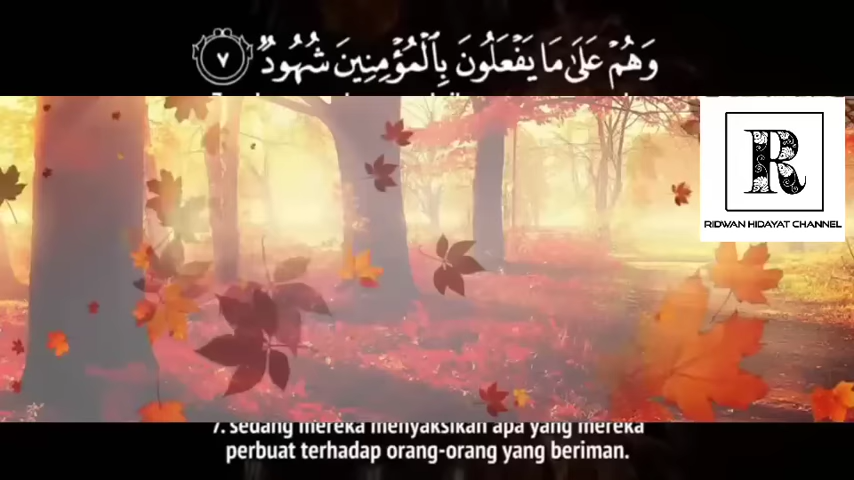 وَهُمْ عَلَىٰ مَا يَفْعَلُونَ بِٱلْمُؤْمِنِينَ شُهُودٌ ٧
R
RIDWAN HIDAYAT CHANNEL
7. sedang mereka menyaksikan apa yang mereka
perbuat terhadap orang-orang yang beriman.